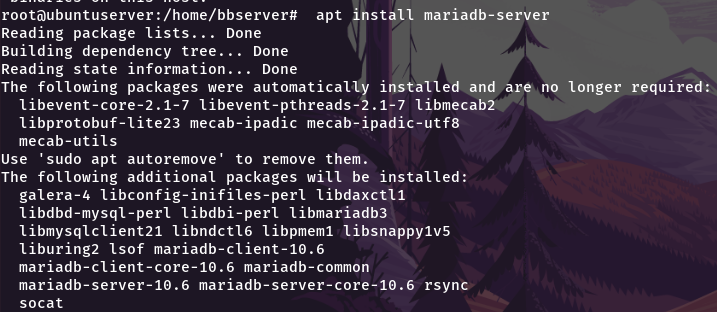 root@ubuntuserver:/home/bbserver#  apt install mariadb-server
Reading package lists... Done
Building dependency tree... Done
Reading state information... Done
The following packages were automatically installed and are no longer required:
  libevent-core-2.1-7 libevent-pthreads-2.1-7 libmecab2
  libprotobuf-lite23 mecab-ipadic mecab-ipadic-utf8
  mecab-utils
Use 'sudo apt autoremove' to remove them.
The following additional packages will be installed:
  galera-4 libconfig-inifiles-perl libdaxctl1
  libdbd-mysql-perl libdbi-perl libmariadb3
  libmysqlclient21 libndctl6 libpmem1 libsnappy1v5
  liburing2 lsof mariadb-client-10.6
  mariadb-client-core-10.6 mariadb-common
  mariadb-server-10.6 mariadb-server-core-10.6 rsync
  socat